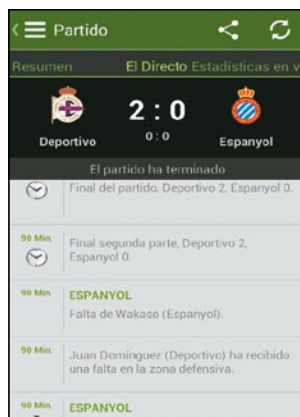 Partido
Resumen El Directo Estadísticas en v
2 : 0
0 : 0
Deportivo Espanyol
El partido ha terminado
Final del partido, Deportivo 2, Espanyol 0.
90 Min.
Final segunda parte, Deportivo 2,
Espanyol 0.
90 Min.
ESPANYOL
Falta de Wakaso (Espanyol).
90 Min.
Juan Domínguez (Deportivo) ha recibido
una falta en la zona defensiva.
90 Min.
ESPANYOL